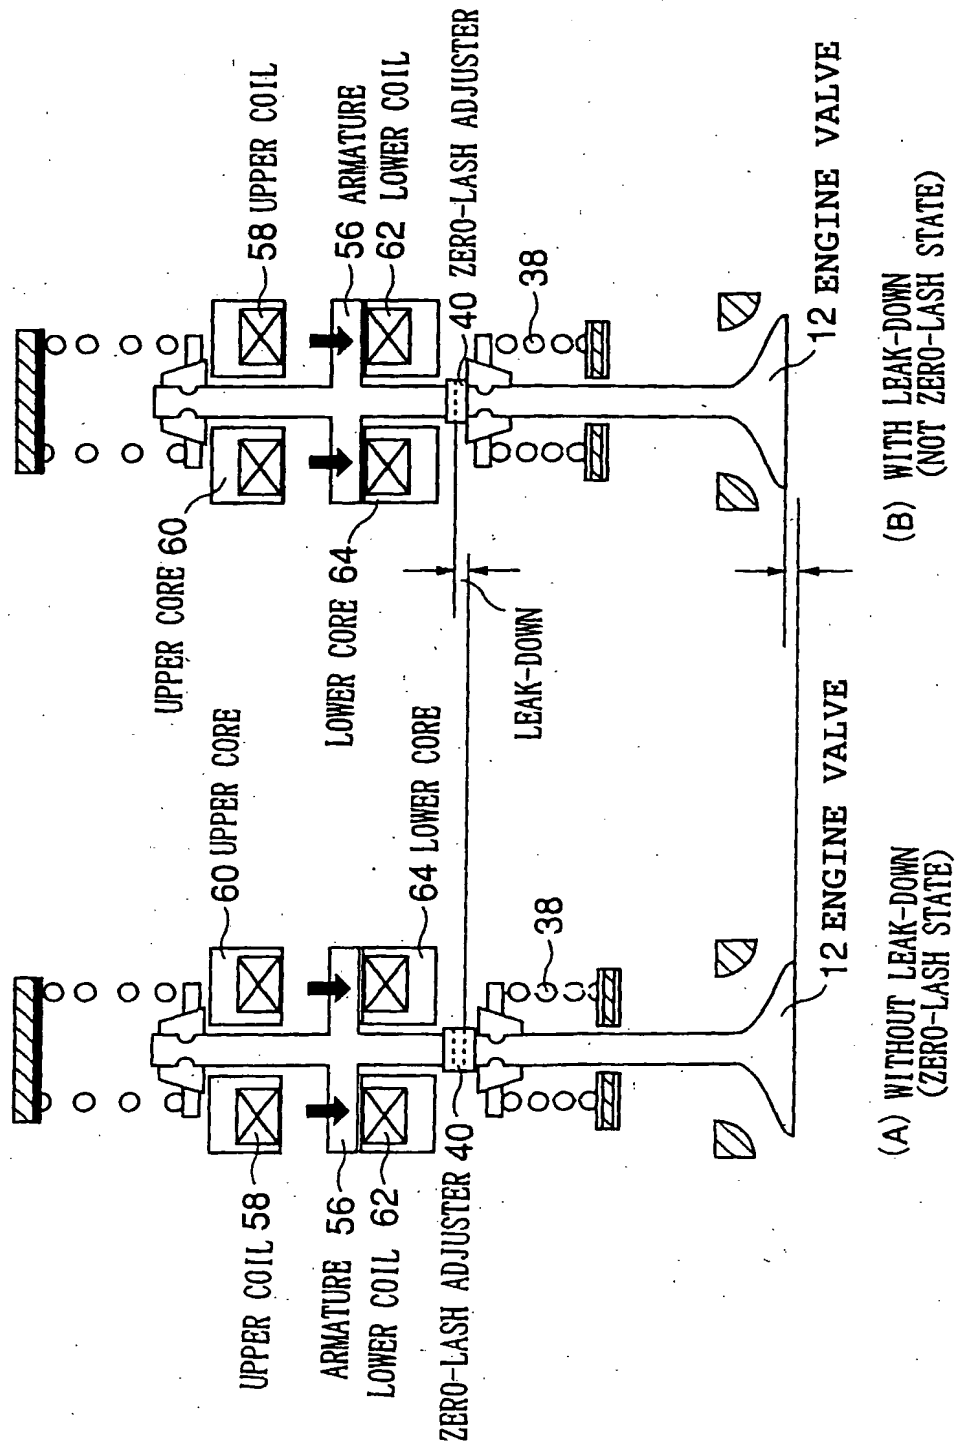 UPPER COIL 58
ARMATURE 56
LOWER COIL 62
ZERO-LASH ADJUSTER 40
60 UPPER CORE
64 LOWER CORE
38
12 ENGINE VALVE
(A) WITHOUT LEAK-DOWN
(ZERO-LASH STATE)
UPPER CORE 60
LOWER CORE 64
LEAK-DOWN
58 UPPER COIL
56 ARMATURE
62 LOWER COIL
40 ZERO-LASH ADJUSTER
38
12 ENGINE VALVE
(B) WITH LEAK-DOWN
(NOT ZERO-LASH STATE)